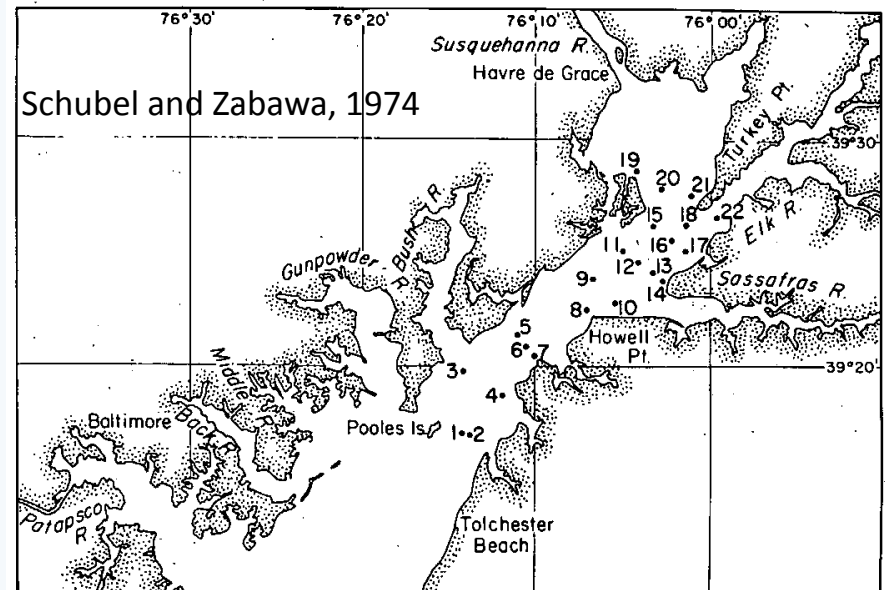 76°30' 76°20' 76°10' 76°00'
Susquehanna R.
Havre de Grace
Schubel and Zabawa, 1974
Turkey Pt.
39°30'
19
20
21
Bush R.
15 18 22
Elk R.
11 16 17
Gunpowder R.
12 13
9 14
Sassafras R.
8 10
5
Howell Pt.
6 7
Middle R.
3
39°20'
4
Baltimore
Back R.
Pooles Is.
1 2
Patapsco R.
Tolchester Beach